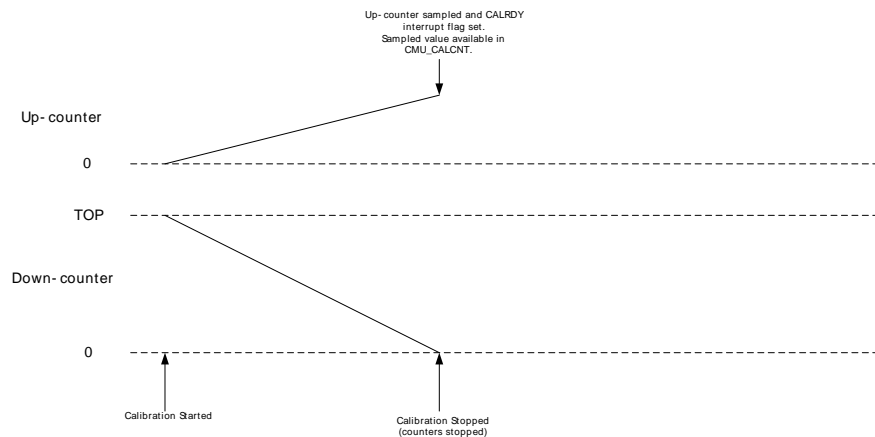 Up-counter sampled and CALRDY
interrupt flag set.
Sampled value available in
CMU_CALCNT.
Up-counter
0
TOP
Down-counter
0
Calibration Started
Calibration Stopped
(counters stopped)